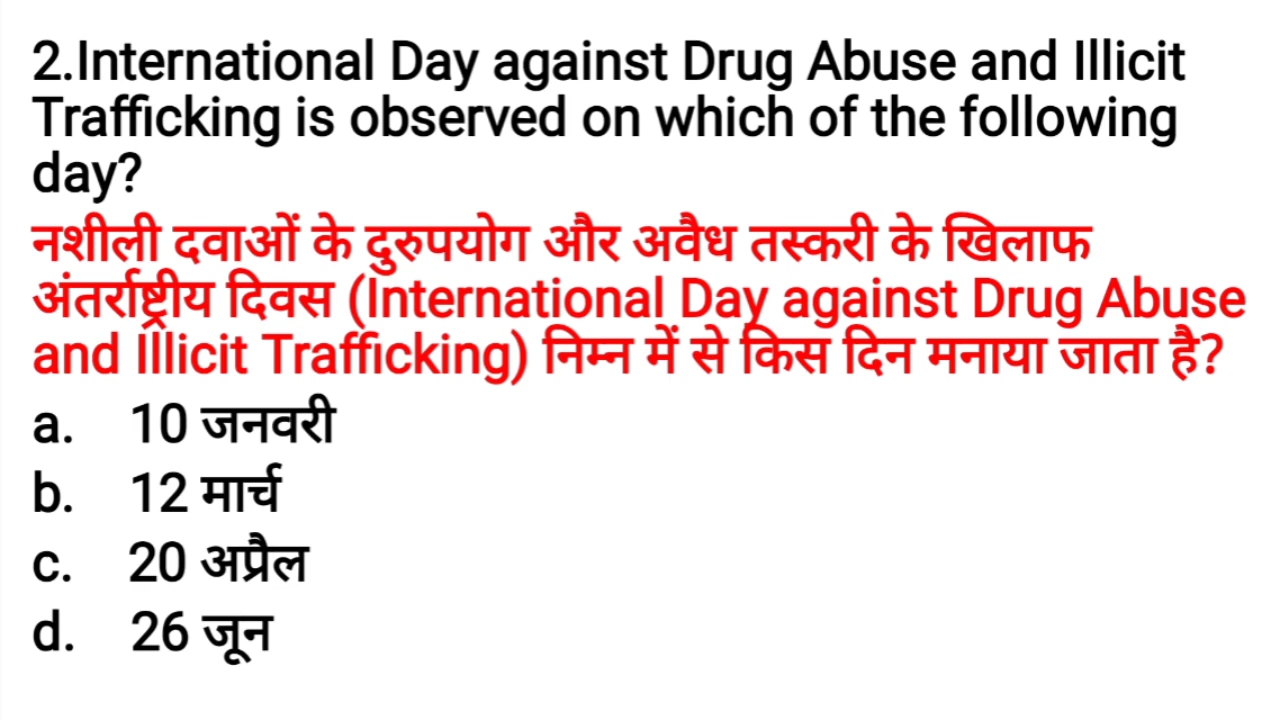 2.International Day against Drug Abuse and Illicit
Trafficking is observed on which of the following
day?
नशीली दवाओं के दुरुपयोग और अवैध तस्करी के खिलाफ
अंतर्राष्ट्रीय दिवस (International Day against Drug Abuse
and Illicit Trafficking) निम्न में से किस दिन मनाया जाता है?
a. 10 जनवरी
b. 12 मार्च
c. 20 अप्रैल
d. 26 जून